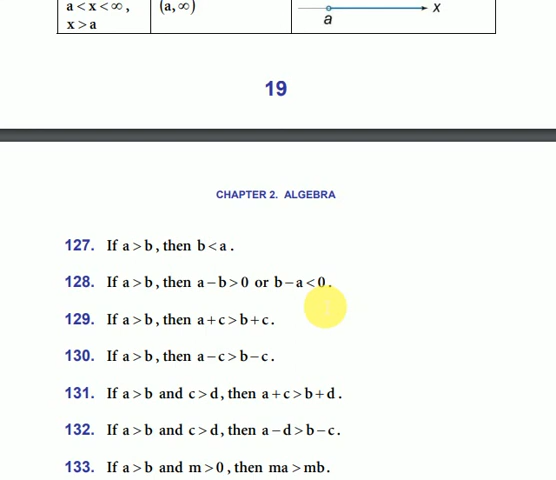 a < x < ∞ , (a, ∞) x
x > a a
19
CHAPTER 2. ALGEBRA
127. If a > b , then b < a .
128. If a > b , then a − b > 0 or b − a < 0 .
129. If a > b , then a + c > b + c .
130. If a > b , then a − c > b − c .
131. If a > b and c > d , then a + c > b + d .
132. If a > b and c > d , then a − d > b − c .
133. If a > b and m > 0 , then ma > mb .